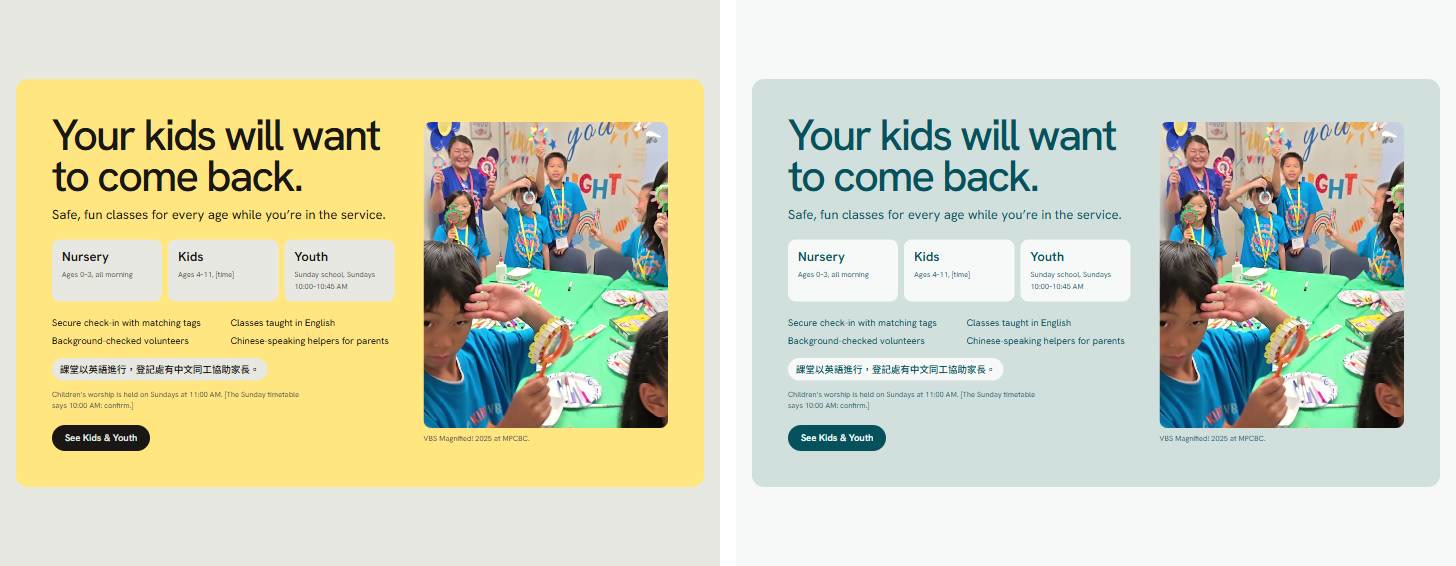 Your kids will want
to come back.
Safe, fun classes for every age while you’re in the service.
Nursery
Ages 0–3, all morning
Kids
Ages 4–11, [time]
Youth
Sunday school, Sundays
10:00–10:45 AM
Secure check-in with matching tags
Classes taught in English
Background-checked volunteers
Chinese-speaking helpers for parents
課堂以英語進行，登記處有中文同工協助家長。
Children’s worship is held on Sundays at 11:00 AM. [The Sunday timetable
says 10:00 AM: confirm.]
See Kids & Youth
you
GHT
VBS Magnified! 2025 at MPCBC.
Your kids will want
to come back.
Safe, fun classes for every age while you’re in the service.
Nursery
Ages 0–3, all morning
Kids
Ages 4–11, [time]
Youth
Sunday school, Sundays
10:00–10:45 AM
Secure check-in with matching tags
Classes taught in English
Background-checked volunteers
Chinese-speaking helpers for parents
課堂以英語進行，登記處有中文同工協助家長。
Children’s worship is held on Sundays at 11:00 AM. [The Sunday timetable
says 10:00 AM: confirm.]
See Kids & Youth
you
GHT
VBS Magnified! 2025 at MPCBC.